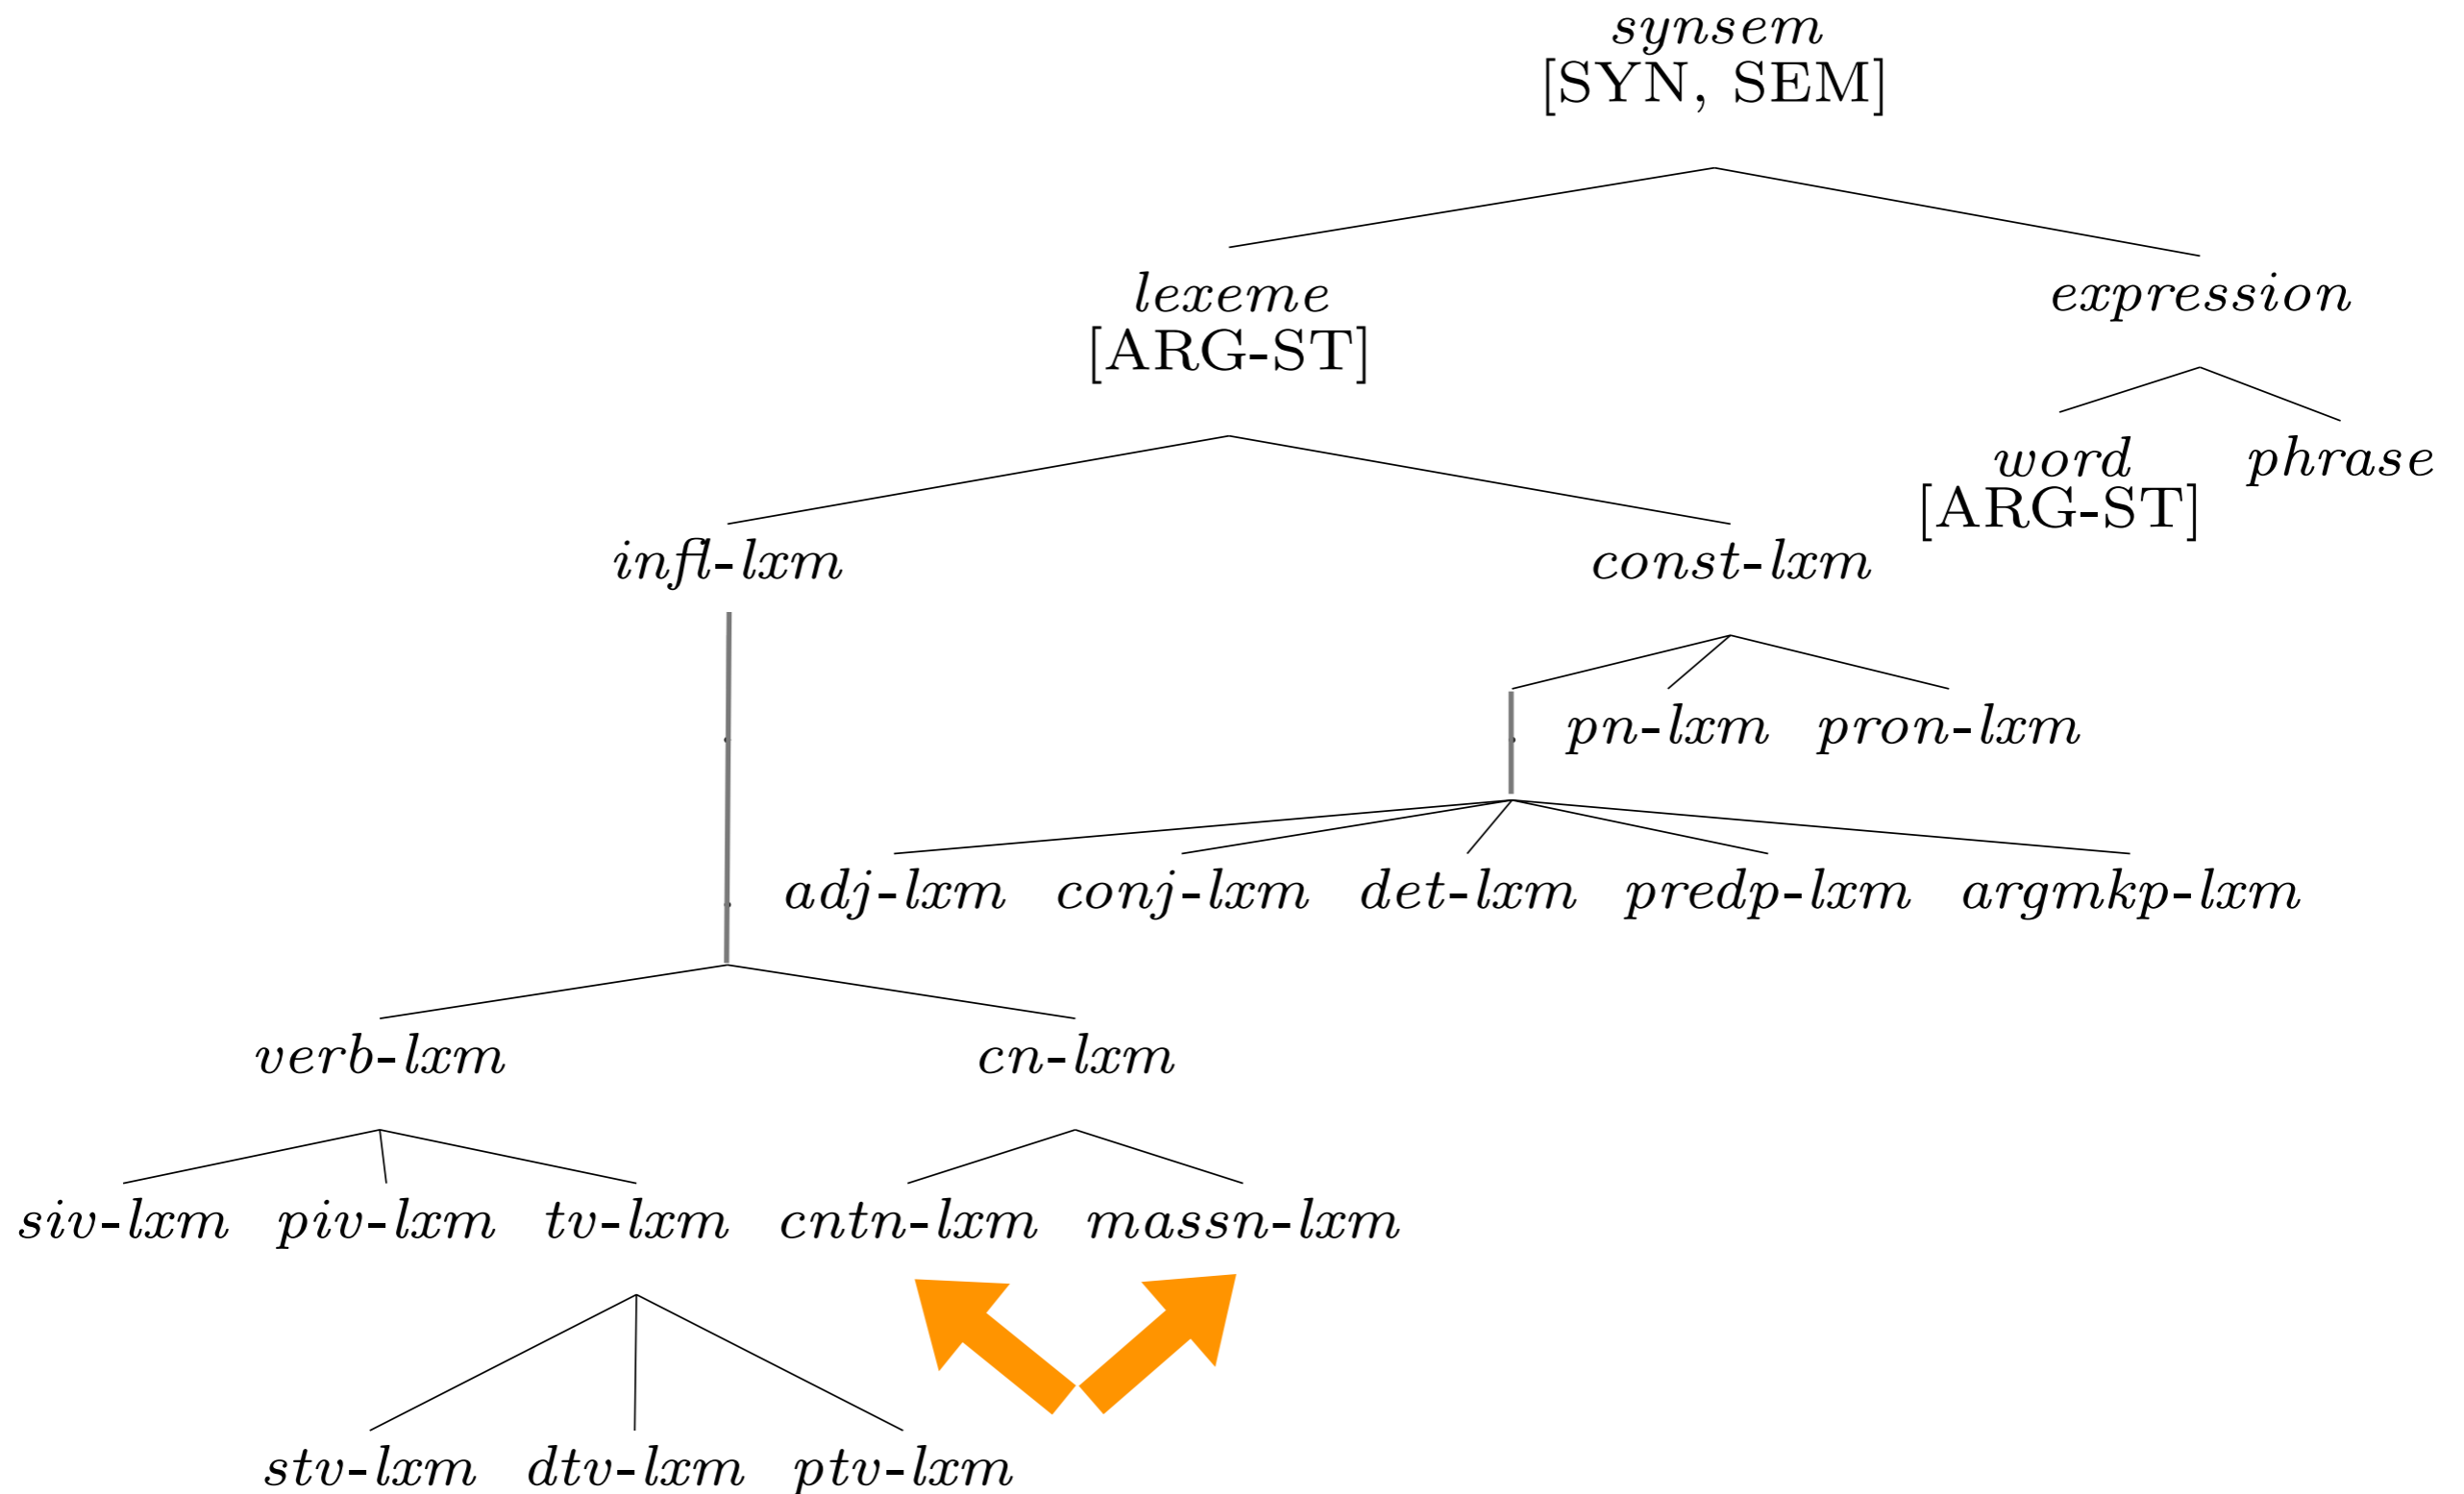 synsem
[SYN, SEM]
lexeme
[ARG-ST]
expression
word
[ARG-ST]
phrase
infl-lxm
const-lxm
pn-lxm pron-lxm
adj-lxm conj-lxm det-lxm predp-lxm argmkp-lxm
verb-lxm cn-lxm
siv-lxm piv-lxm tv-lxm cntn-lxm massn-lxm
stv-lxm dtv-lxm ptv-lxm